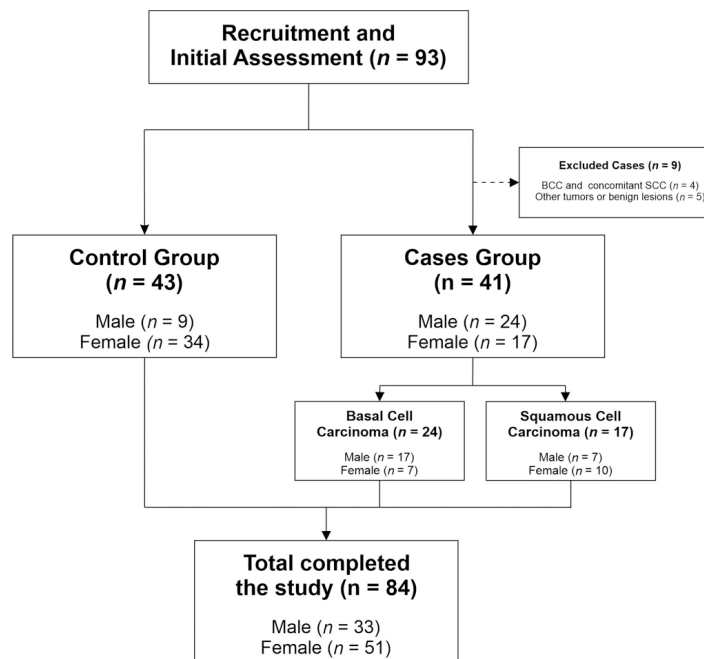 Recruitment and
Initial Assessment (n = 93)
Excluded Cases (n = 9)
BCC and concomitant SCC (n = 4)
Other tumors or benign lesions (n = 5)
Control Group
(n = 43)
Male (n = 9)
Female (n = 34)
Cases Group
(n = 41)
Male (n = 24)
Female (n = 17)
Basal Cell
Carcinoma (n = 24)
Male (n = 17)
Female (n = 7)
Squamous Cell
Carcinoma (n = 17)
Male (n = 7)
Female (n = 10)
Total completed
the study (n = 84)
Male (n = 33)
Female (n = 51)